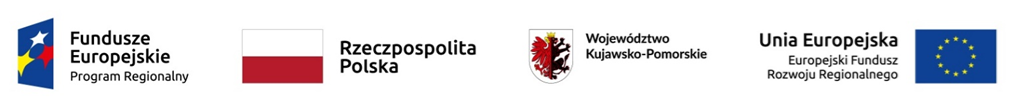 Fundusze
Europejskie
Program Regionalny
Rzeczpospolita
Polska
Województwo
Kujawsko-Pomorskie
Unia Europejska
Europejski Fundusz
Rozwoju Regionalnego